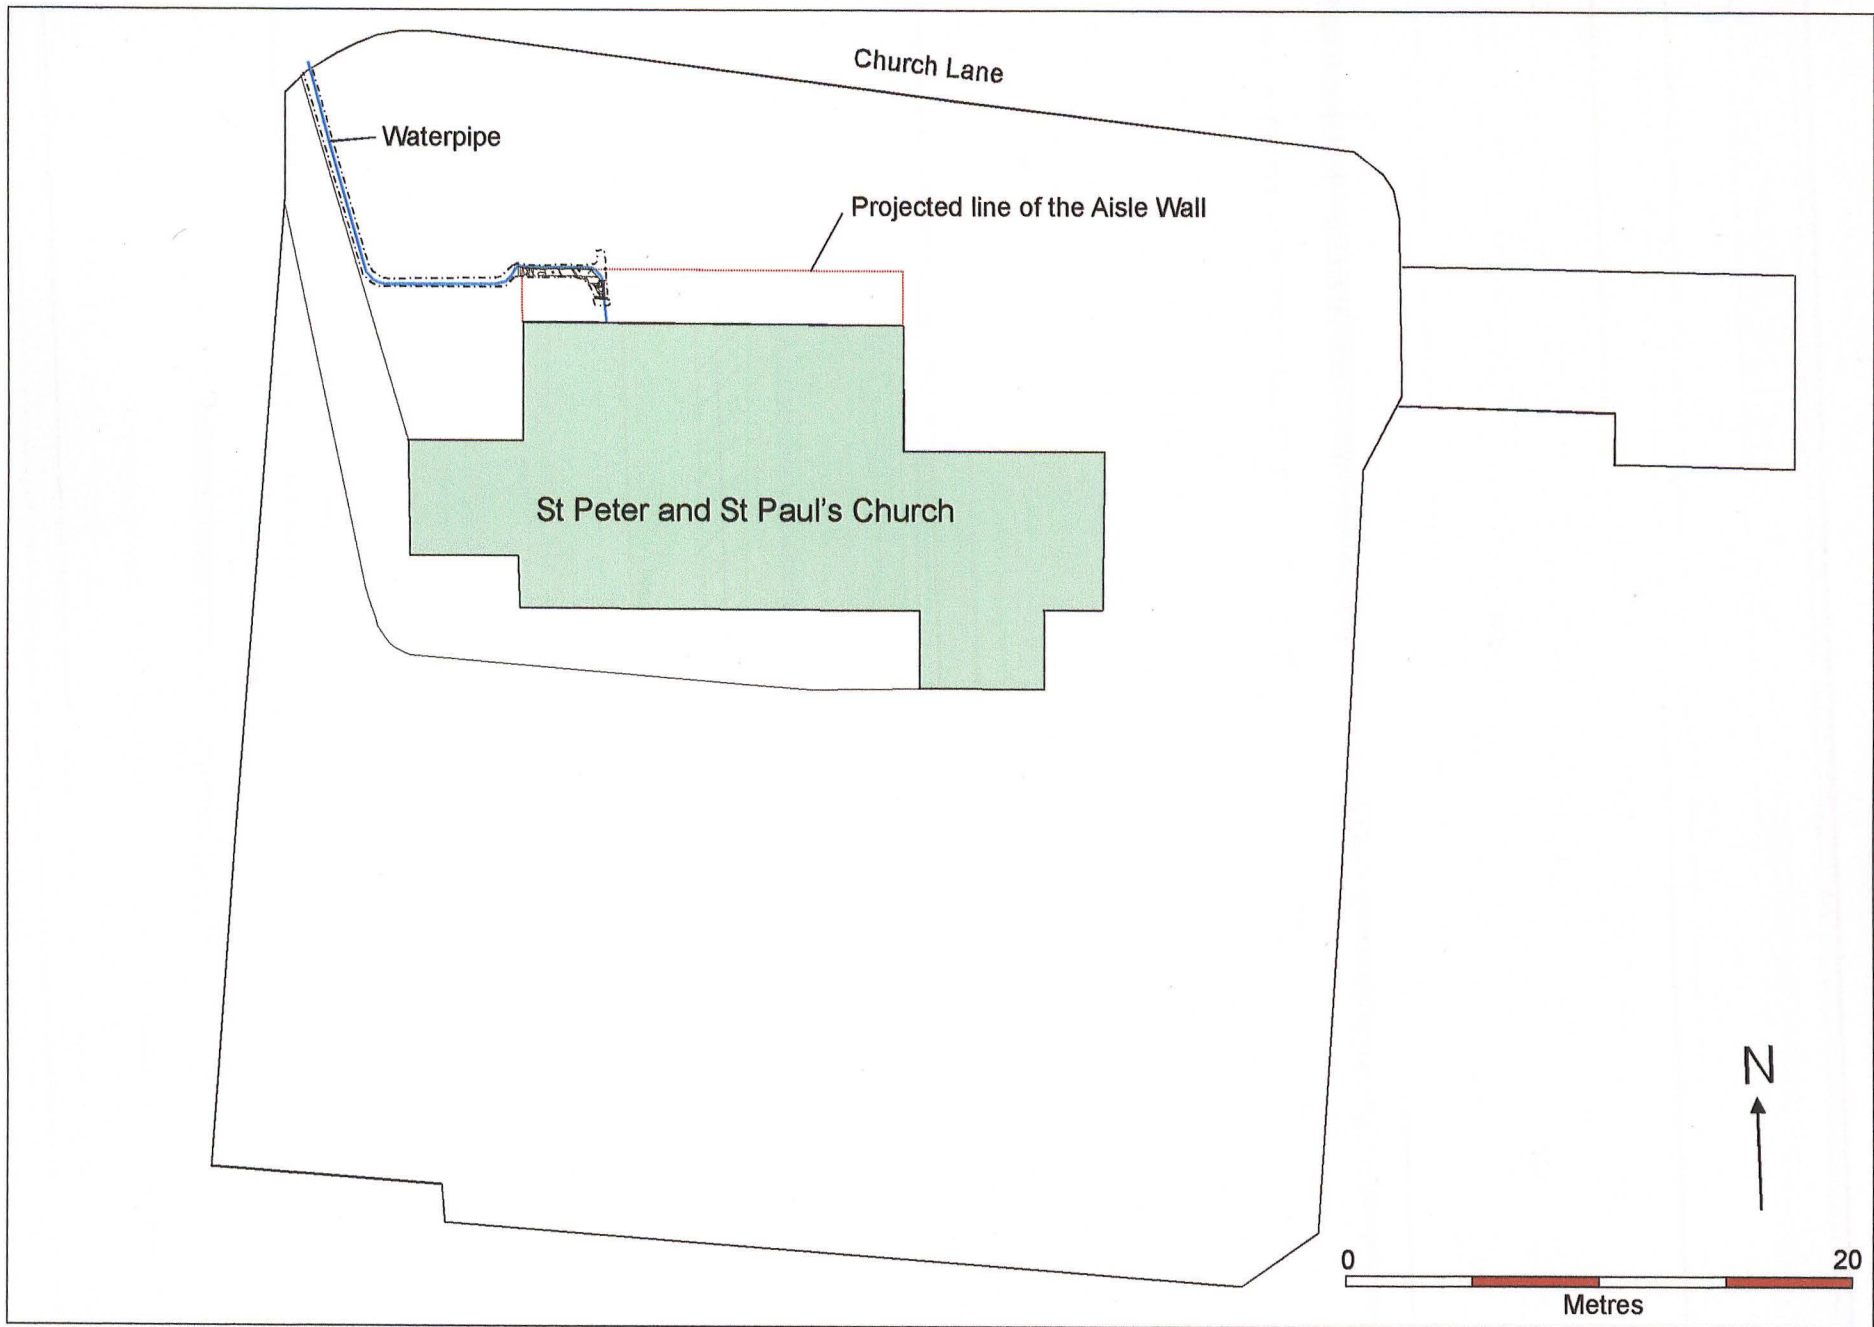 Church Lane
Waterpipe
Projected line of the Aisle Wall
St Peter and St Paul's Church
N
0 20
Metres